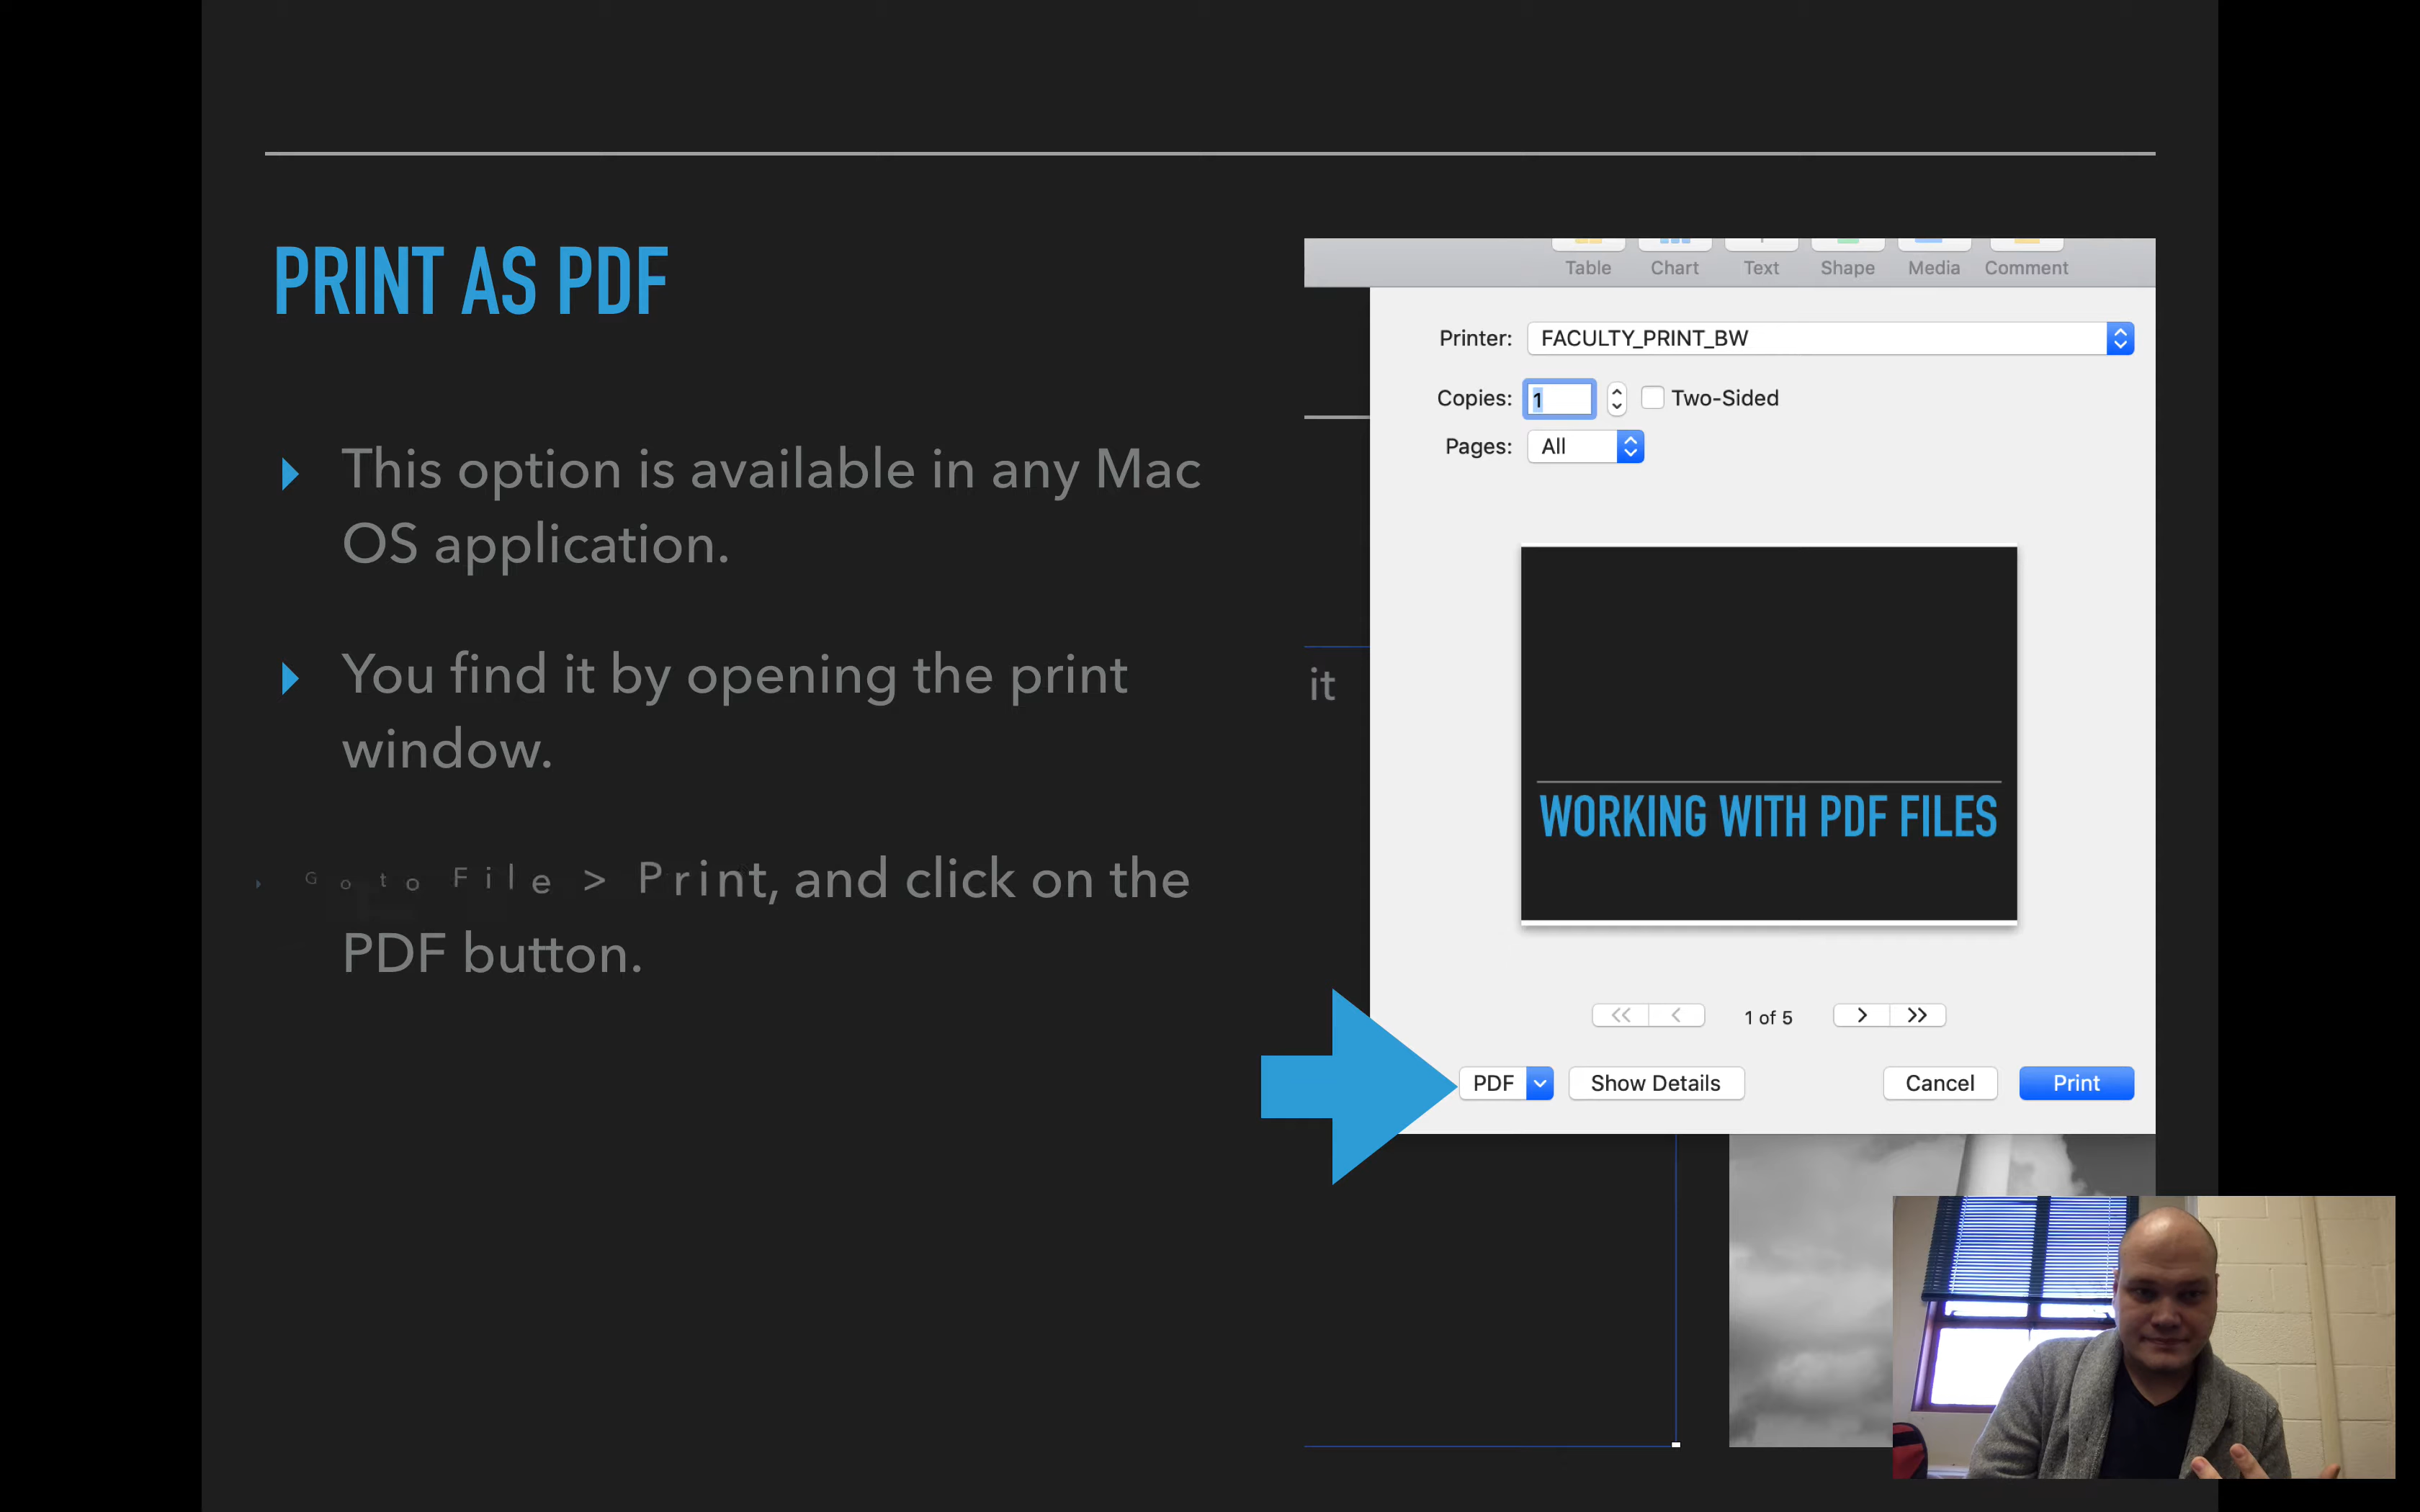 PRINT AS PDF
This option is available in any Mac
OS application.
You find it by opening the print
window.
Go to File > Print, and click on the
PDF button.
Table Chart Text Shape Media Comment
Printer: FACULTY_PRINT_BW
Copies: 1 Two-Sided
Pages: All
it
WORKING WITH PDF FILES
1 of 5
PDF Show Details Cancel Print